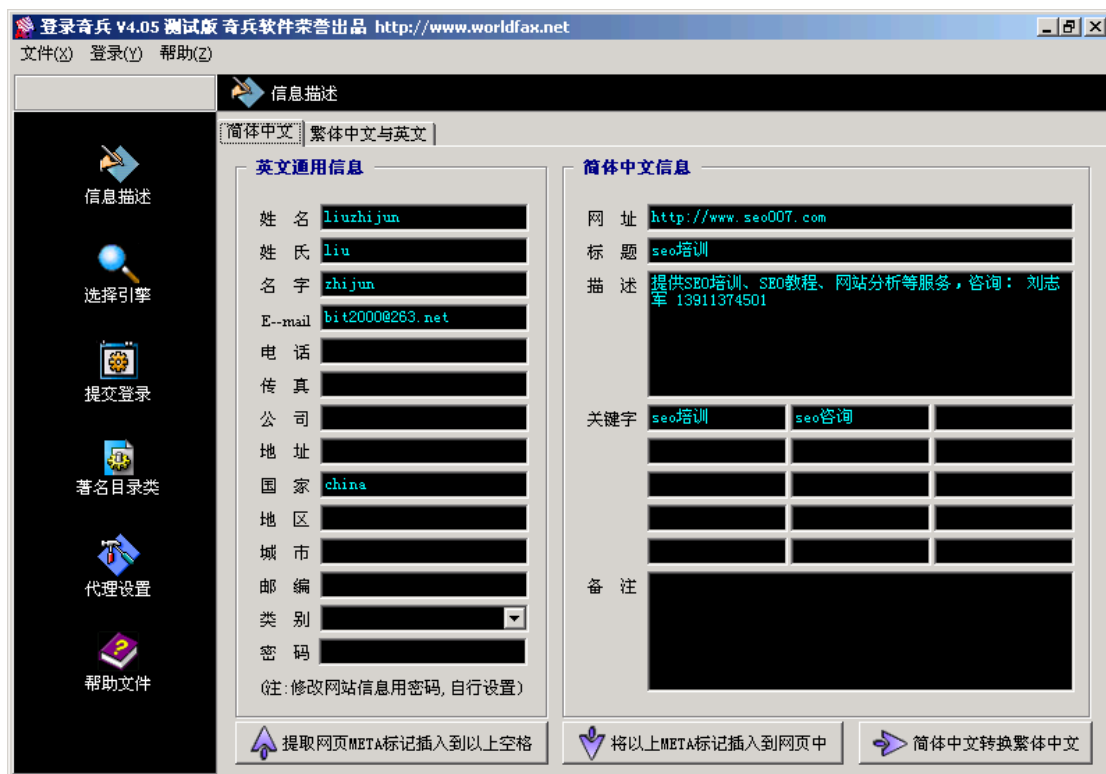 登录奇兵 V4.05 测试版 奇兵软件荣誉出品 http://www.worldfax.net
文件(X) 登录(Y) 帮助(Z)
信息描述
简体中文 繁体中文与英文
信息描述
选择引擎
提交登录
著名目录类
代理设置
帮助文件
英文通用信息
姓 名 liuzhijun
姓 氏 liu
名 字 zhijun
E--mail bit2000@263.net
电 话
传 真
公 司
地 址
国 家 china
地 区
城 市
邮 编
类 别
密 码
(注:修改网站信息用密码,自行设置)
简体中文信息
网 址 http://www.seo007.com
标 题 seo培训
描 述 提供SEO培训、SEO教程、网站分析等服务，咨询： 刘志
军 13911374501
关键字 seo培训 seo咨询
备 注
提取网页META标记插入到以上空格
将以上META标记插入到网页中
简体中文转换繁体中文